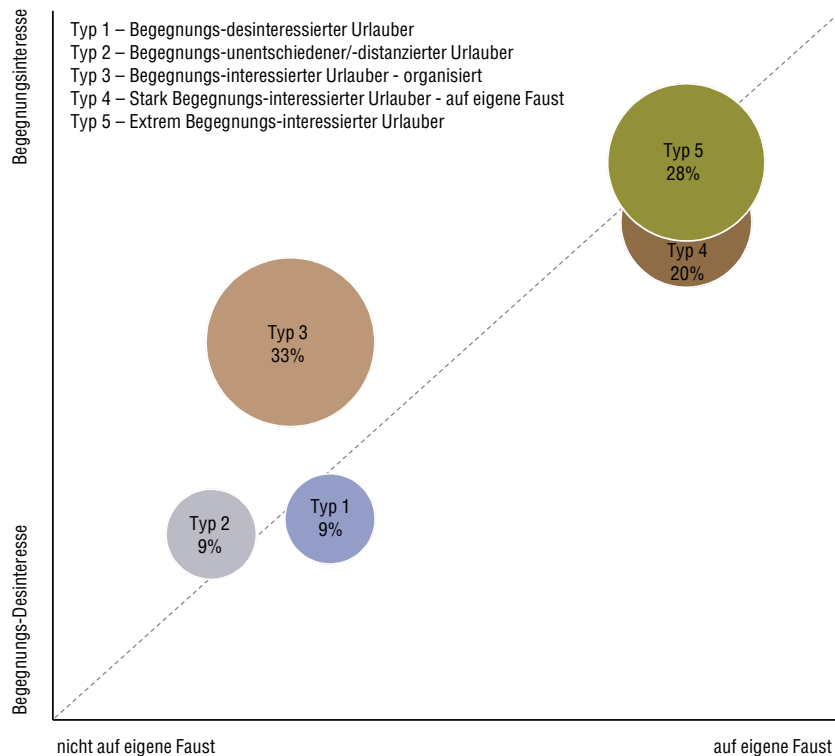 Typ 1 – Begegnungs-desinteressierter Urlauber
Typ 2 – Begegnungs-unentschiedener/-distanzierter Urlauber
Typ 3 – Begegnungs-interessierter Urlauber - organisiert
Typ 4 – Stark Begegnungs-interessierter Urlauber - auf eigene Faust
Typ 5 – Extrem Begegnungs-interessierter Urlauber
Begegnungsinteresse
Typ 5
28%
Typ 4
20%
Typ 3
33%
Typ 1
9%
Typ 2
9%
Begegnungs-Desinteresse
nicht auf eigene Faust
auf eigene Faust